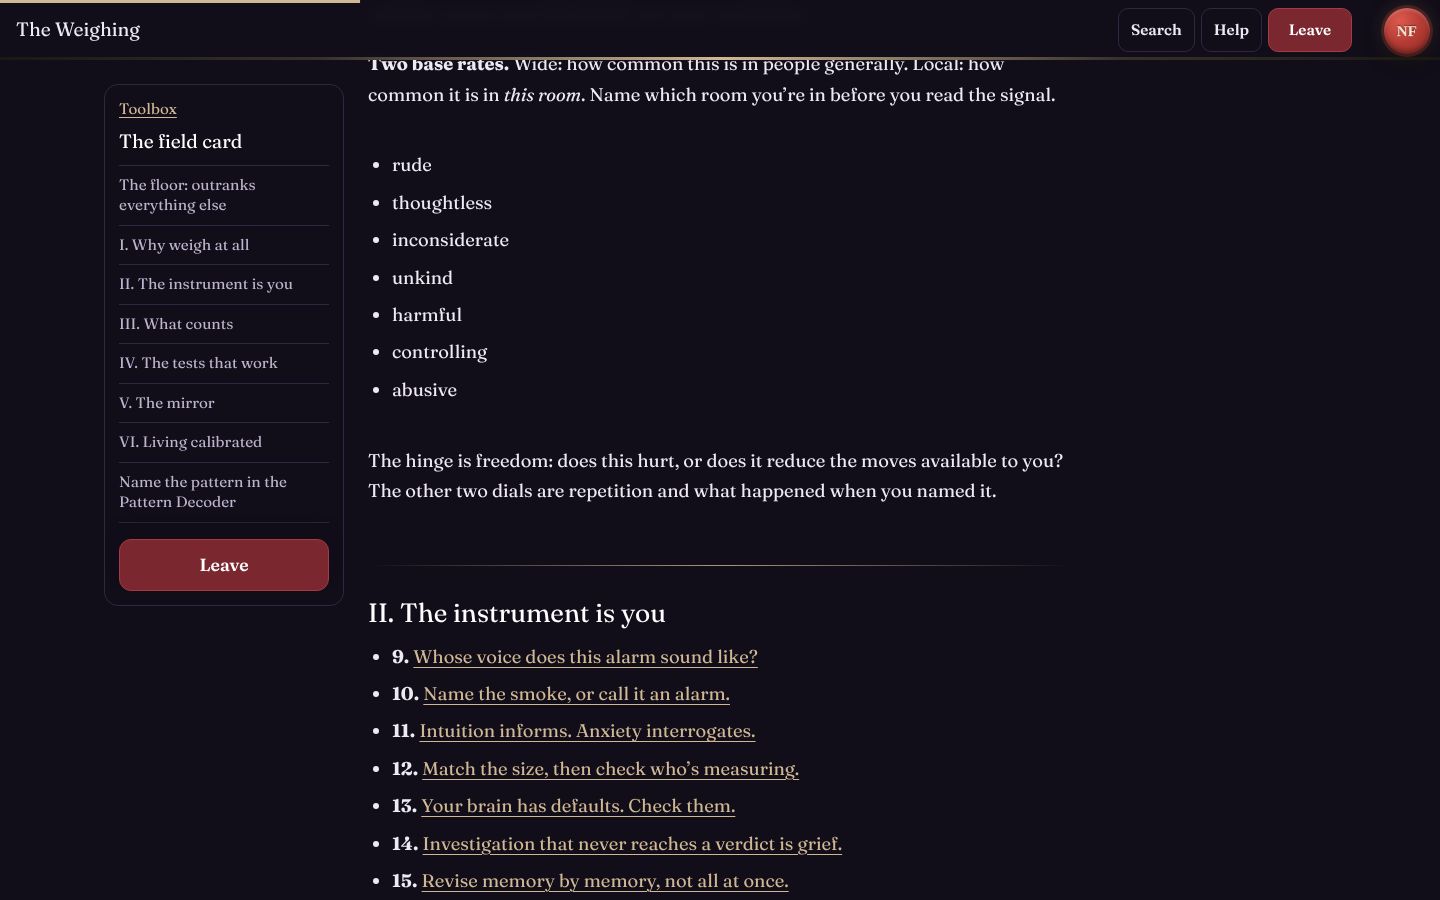 The Weighing
Search
Help
Leave
NF
Toolbox
The field card
The floor: outranks
everything else
I. Why weigh at all
II. The instrument is you
III. What counts
IV. The tests that work
V. The mirror
VI. Living calibrated
Name the pattern in the
Pattern Decoder
Leave
Two base rates. Wide: how common this is in people generally. Local: how
common it is in this room. Name which room you’re in before you read the signal.
• rude
• thoughtless
• inconsiderate
• unkind
• harmful
• controlling
• abusive
The hinge is freedom: does this hurt, or does it reduce the moves available to you?
The other two dials are repetition and what happened when you named it.
II. The instrument is you
• 9. Whose voice does this alarm sound like?
• 10. Name the smoke, or call it an alarm.
• 11. Intuition informs. Anxiety interrogates.
• 12. Match the size, then check who’s measuring.
• 13. Your brain has defaults. Check them.
• 14. Investigation that never reaches a verdict is grief.
• 15. Revise memory by memory, not all at once.